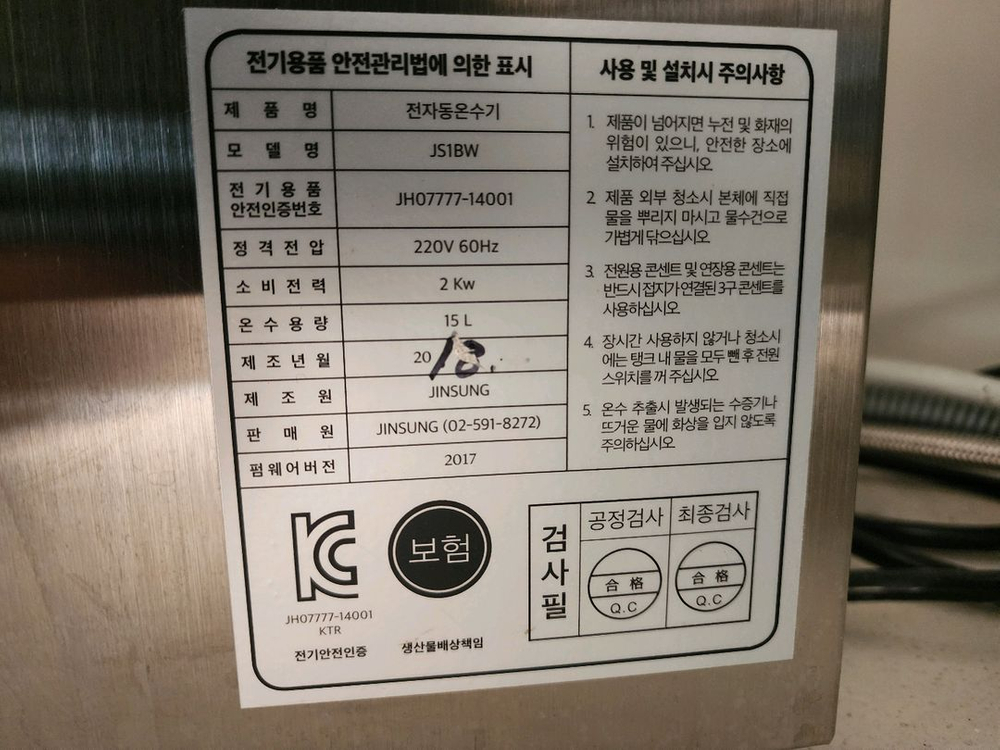 전기용품 안전관리법에 의한 표시
제 품 명 전자동온수기
모 델 명 JS1BW
전 기 용 품
안전인증번호 JH07777-14001
정 격 전 압 220V 60Hz
소 비 전 력 2 Kw
온 수 용 량 15 L
제 조 년 월 20 18.
제 조 원 JINSUNG
판 매 원 JINSUNG (02-591-8272)
펌웨어버전 2017
사용 및 설치시 주의사항
1. 제품이 넘어지면 누전 및 화재의
위험이 있으니, 안전한 장소에
설치하여 주십시오
2. 제품 외부 청소시 본체에 직접
물을 뿌리지 마시고 물수건으로
가볍게 닦으십시오
3. 전원용 콘센트 및 연장용 콘센트는
반드시 접지가 연결된 3구 콘센트를
사용하십시오.
4. 장시간 사용하지 않거나 청소시
에는 탱크 내 물을 모두 뺀 후 전원
스위치를 꺼 주십시오
5. 온수 추출시 발생되는 수증기나
뜨거운 물에 화상을 입지 않도록
주의하십시오
KC
JH07777-14001
KTR
전기안전인증
보험
생산물배상책임
검사필
공정검사 최종검사
合 格 合 格
Q.C Q.C